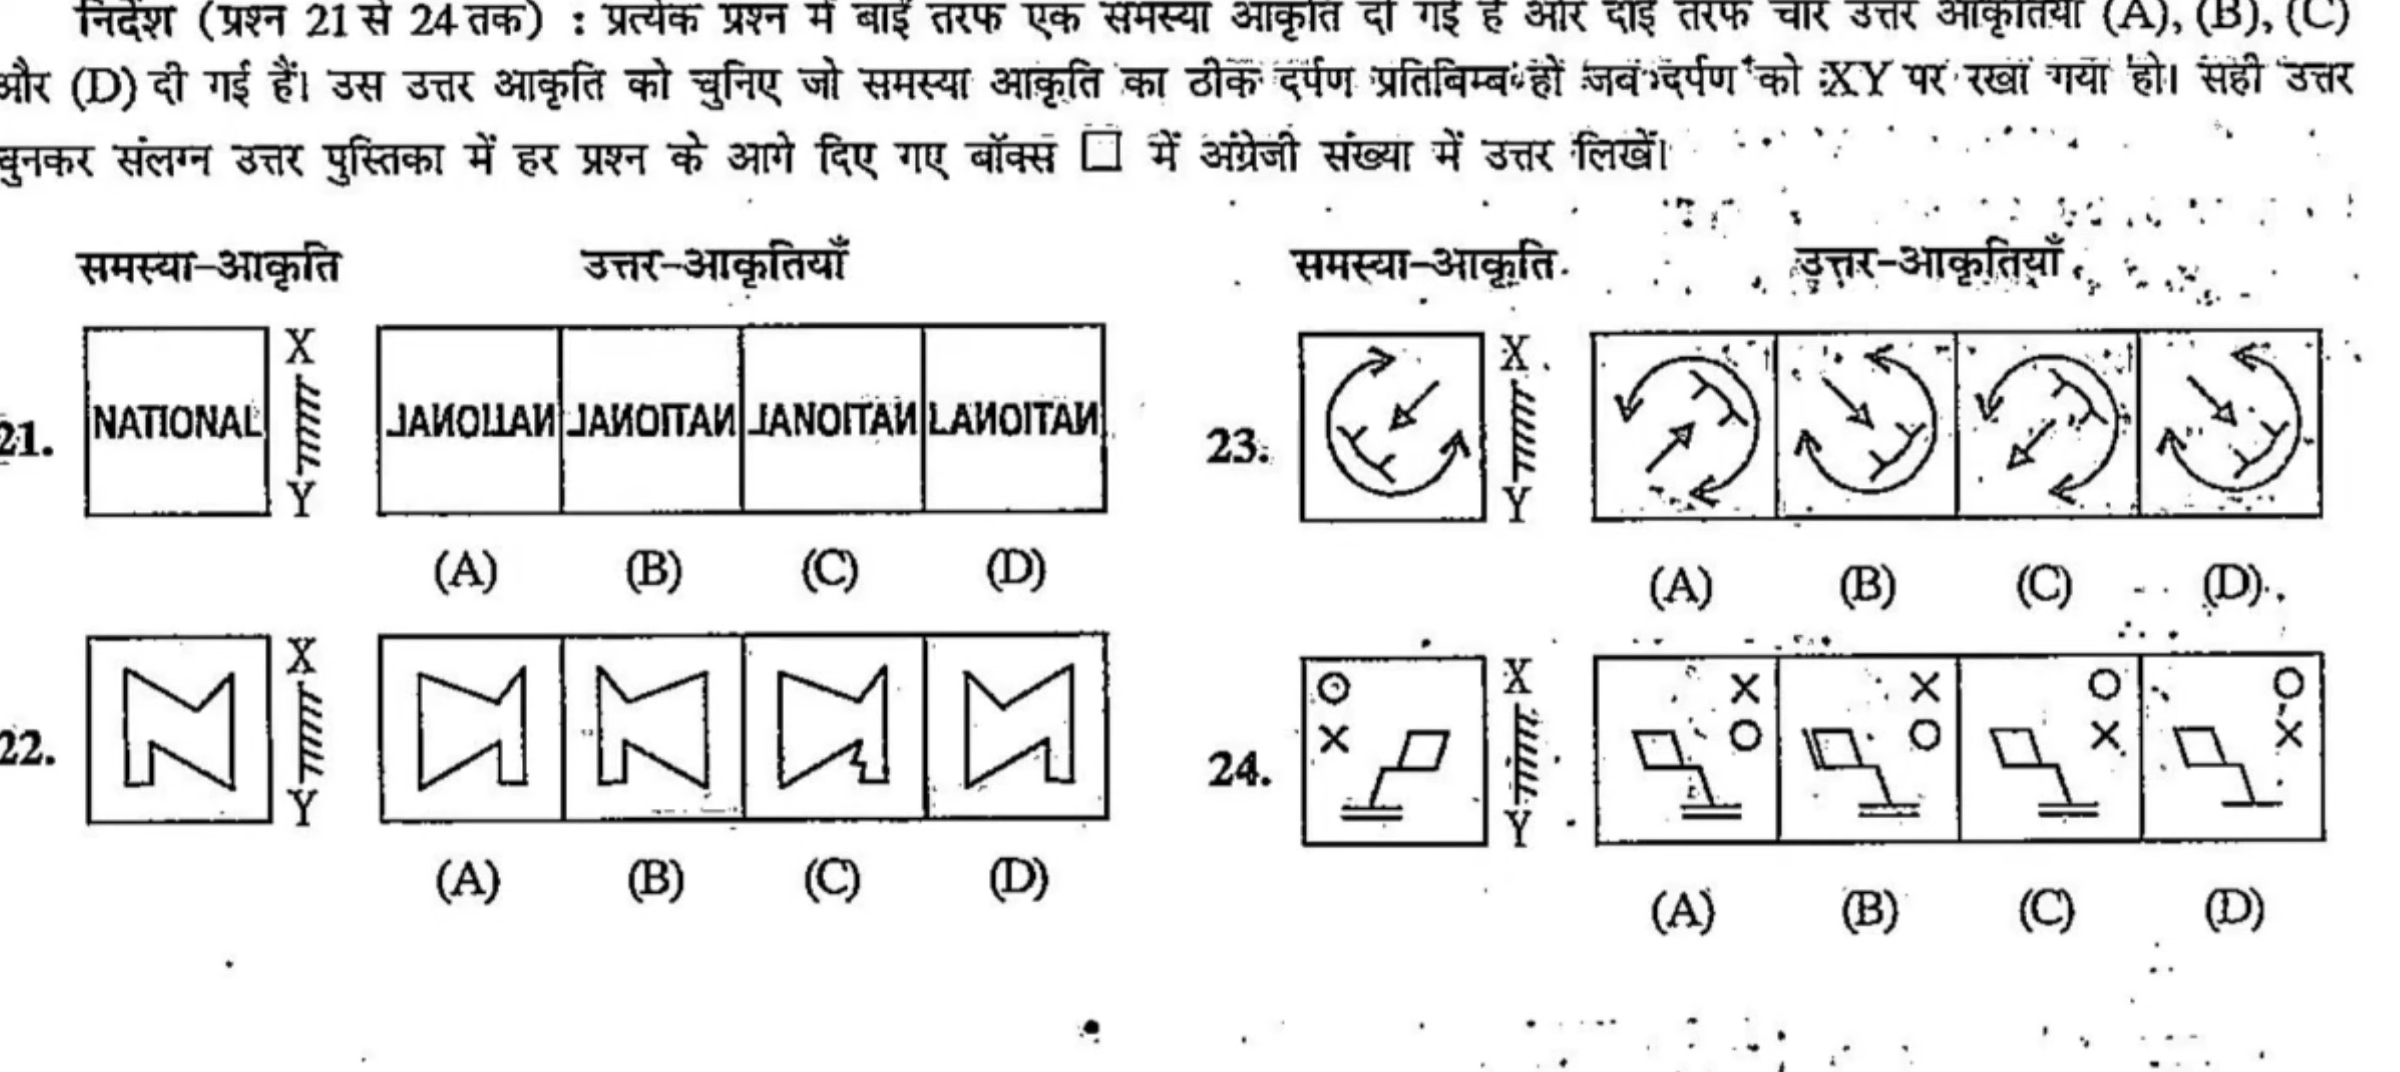 निर्देश (प्रश्न 21 से 24 तक) : प्रत्येक प्रश्न में बाईं तरफ एक समस्या आकृति दी गई है और दाईं तरफ चार उत्तर आकृतियाँ (A), (B), (C)
और (D) दी गई हैं। उस उत्तर आकृति को चुनिए जो समस्या आकृति का ठीक दर्पण प्रतिबिम्ब हो जब दर्पण को XY पर रखा गया हो। सही उत्तर
चुनकर संलग्न उत्तर पुस्तिका में हर प्रश्न के आगे दिए गए बॉक्स □ में अंग्रेजी संख्या में उत्तर लिखें।
समस्या-आकृति उत्तर-आकृतियाँ
21. NATIONAL X Y
(A) (B) (C) (D)
22. X Y
(A) (B) (C) (D)
समस्या-आकृति उत्तर-आकृतियाँ
23. X Y
(A) (B) (C) (D)
24. X Y
(A) (B) (C) (D)